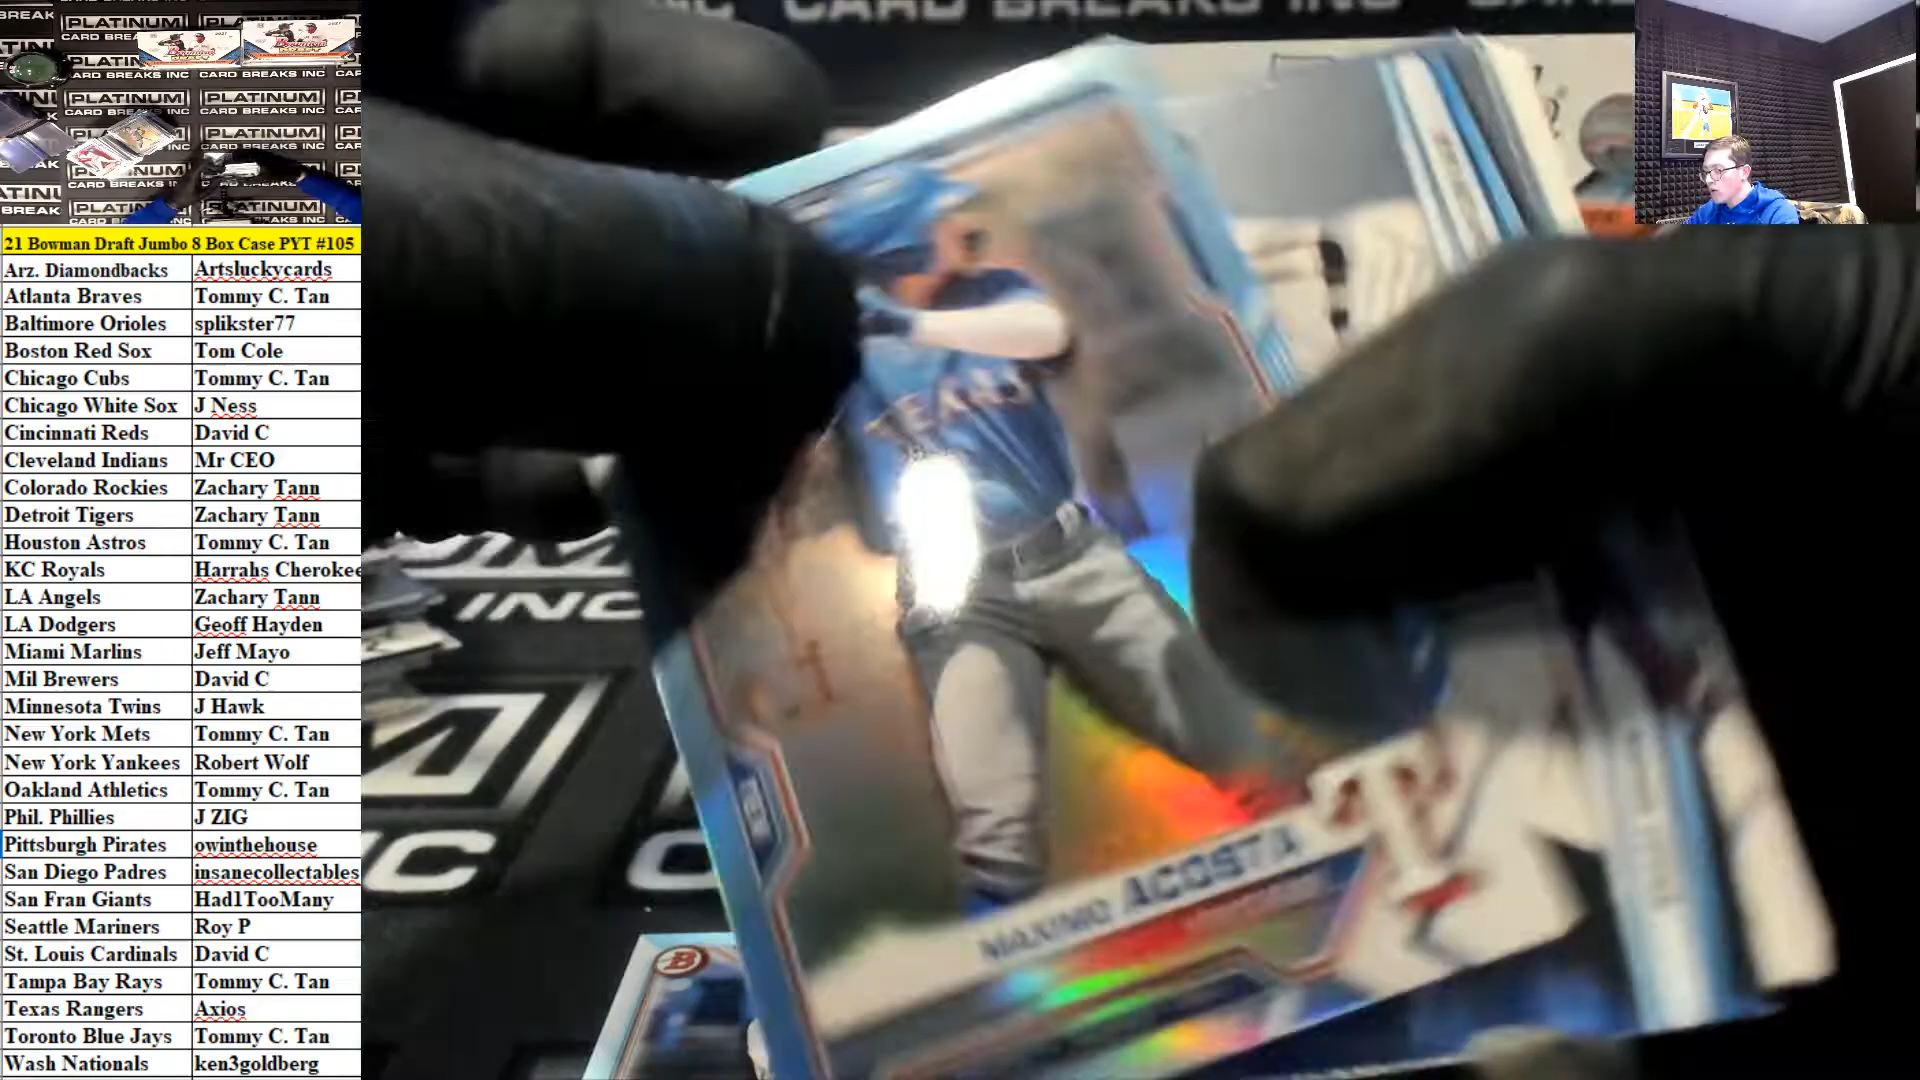 PLATINUM
CARD BREAKS INC
21 Bowman Draft Jumbo 8 Box Case PYT #105
Arz. Diamondbacks Artsluckycards
Atlanta Braves Tommy C. Tan
Baltimore Orioles splikster77
Boston Red Sox Tom Cole
Chicago Cubs Tommy C. Tan
Chicago White Sox J Ness
Cincinnati Reds David C
Cleveland Indians Mr CEO
Colorado Rockies Zachary Tann
Detroit Tigers Zachary Tann
Houston Astros Tommy C. Tan
KC Royals Harrahs Cherokee
LA Angels Zachary Tann
LA Dodgers Geoff Hayden
Miami Marlins Jeff Mayo
Mil Brewers David C
Minnesota Twins J Hawk
New York Mets Tommy C. Tan
New York Yankees Robert Wolf
Oakland Athletics Tommy C. Tan
Phil. Phillies J ZIG
Pittsburgh Pirates owinthehouse
San Diego Padres insanecollectables
San Fran Giants Had1TooMany
Seattle Mariners Roy P
St. Louis Cardinals David C
Tampa Bay Rays Tommy C. Tan
Texas Rangers Axios
Toronto Blue Jays Tommy C. Tan
Wash Nationals ken3goldberg
CARD BREAKS INC
INC
TEXAS
MAXIMO ACOSTA
T
B